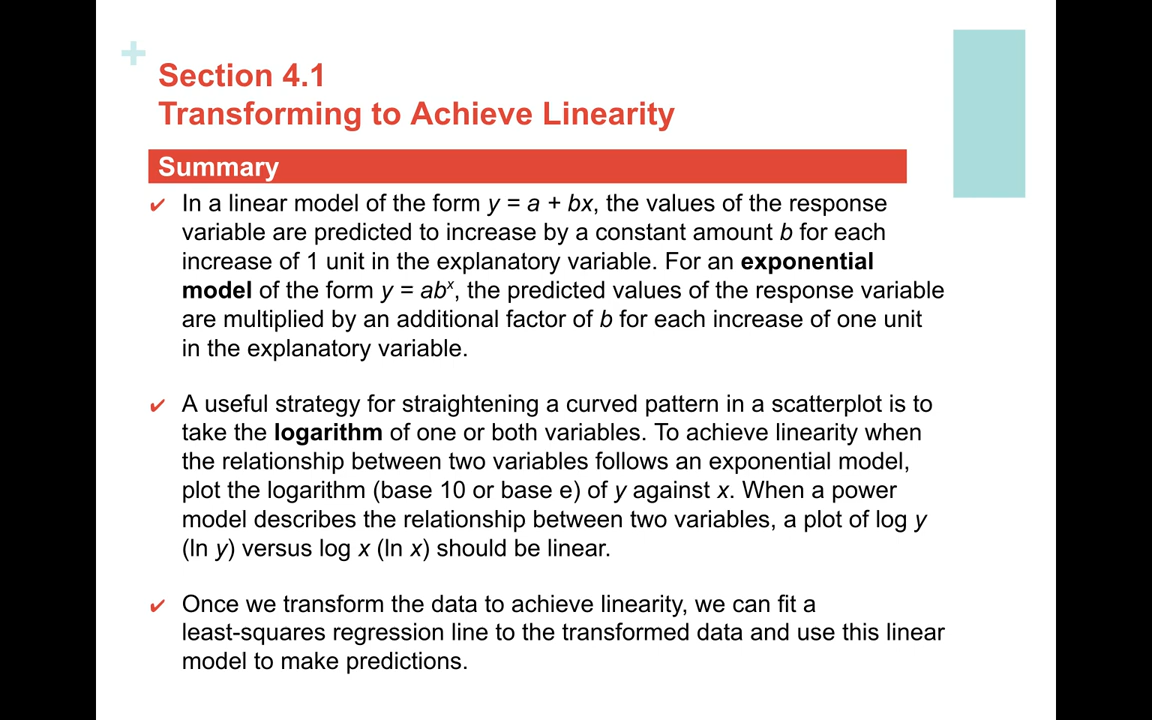 +
Section 4.1
Transforming to Achieve Linearity
Summary
✔ In a linear model of the form y = a + bx, the values of the response
variable are predicted to increase by a constant amount b for each
increase of 1 unit in the explanatory variable. For an exponential
model of the form y = abˣ, the predicted values of the response variable
are multiplied by an additional factor of b for each increase of one unit
in the explanatory variable.
✔ A useful strategy for straightening a curved pattern in a scatterplot is to
take the logarithm of one or both variables. To achieve linearity when
the relationship between two variables follows an exponential model,
plot the logarithm (base 10 or base e) of y against x. When a power
model describes the relationship between two variables, a plot of log y
(ln y) versus log x (ln x) should be linear.
✔ Once we transform the data to achieve linearity, we can fit a
least-squares regression line to the transformed data and use this linear
model to make predictions.